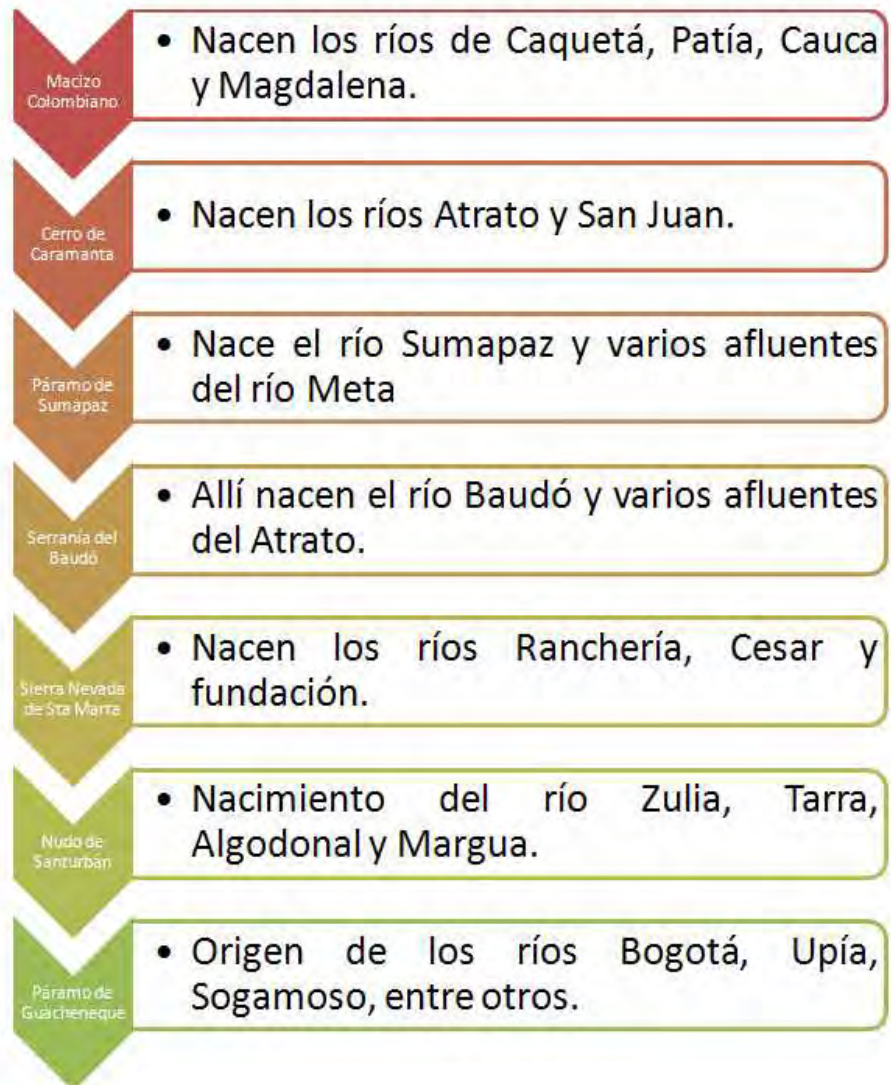 Macizo
Colombiano
• Nacen los ríos de Caquetá, Patía, Cauca
y Magdalena.
Cerro de
Caramanta
• Nacen los ríos Atrato y San Juan.
Páramo de
Sumapaz
• Nace el río Sumapaz y varios afluentes
del río Meta
Serranía del
Baudó
• Allí nacen el río Baudó y varios afluentes
del Atrato.
Sierra Nevada
de Sta Marta
• Nacen los ríos Ranchería, Cesar y
fundación.
Nudo de
Santurbán
• Nacimiento del río Zulia, Tarra,
Algodonal y Margua.
Páramo de
Guacheneque
• Origen de los ríos Bogotá, Upía,
Sogamoso, entre otros.